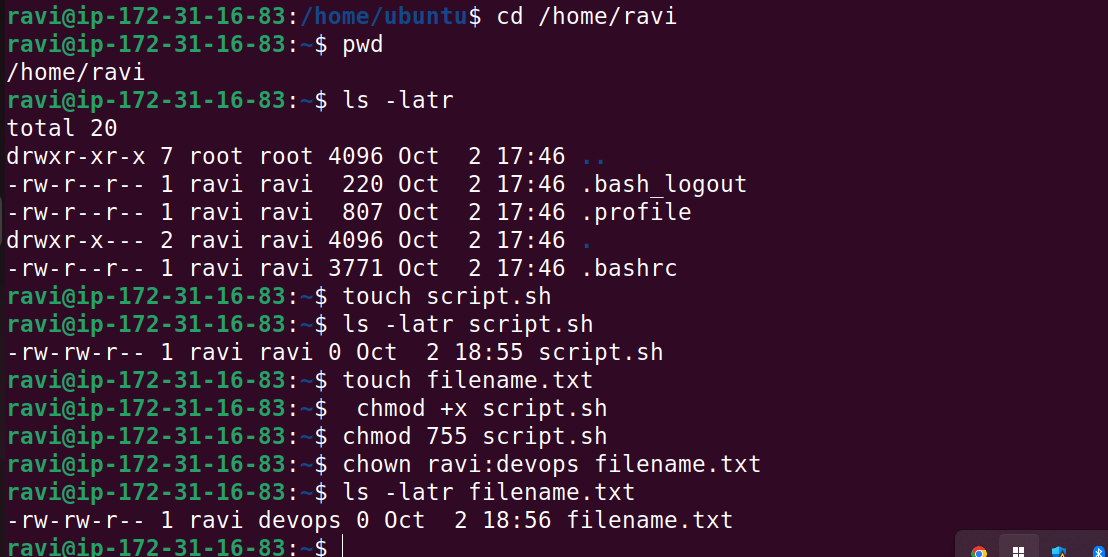 ravi@ip-172-31-16-83:/home/ubuntu$ cd /home/ravi
ravi@ip-172-31-16-83:~$ pwd
/home/ravi
ravi@ip-172-31-16-83:~$ ls -latr
total 20
drwxr-xr-x 7 root root 4096 Oct  2 17:46 ..
-rw-r--r-- 1 ravi ravi  220 Oct  2 17:46 .bash_logout
-rw-r--r-- 1 ravi ravi  807 Oct  2 17:46 .profile
drwxr-x--- 2 ravi ravi 4096 Oct  2 17:46 .
-rw-r--r-- 1 ravi ravi 3771 Oct  2 17:46 .bashrc
ravi@ip-172-31-16-83:~$ touch script.sh
ravi@ip-172-31-16-83:~$ ls -latr script.sh
-rw-rw-r-- 1 ravi ravi 0 Oct  2 18:55 script.sh
ravi@ip-172-31-16-83:~$ touch filename.txt
ravi@ip-172-31-16-83:~$  chmod +x script.sh
ravi@ip-172-31-16-83:~$ chmod 755 script.sh
ravi@ip-172-31-16-83:~$ chown ravi:devops filename.txt
ravi@ip-172-31-16-83:~$ ls -latr filename.txt
-rw-rw-r-- 1 ravi devops 0 Oct  2 18:56 filename.txt
ravi@ip-172-31-16-83:~$